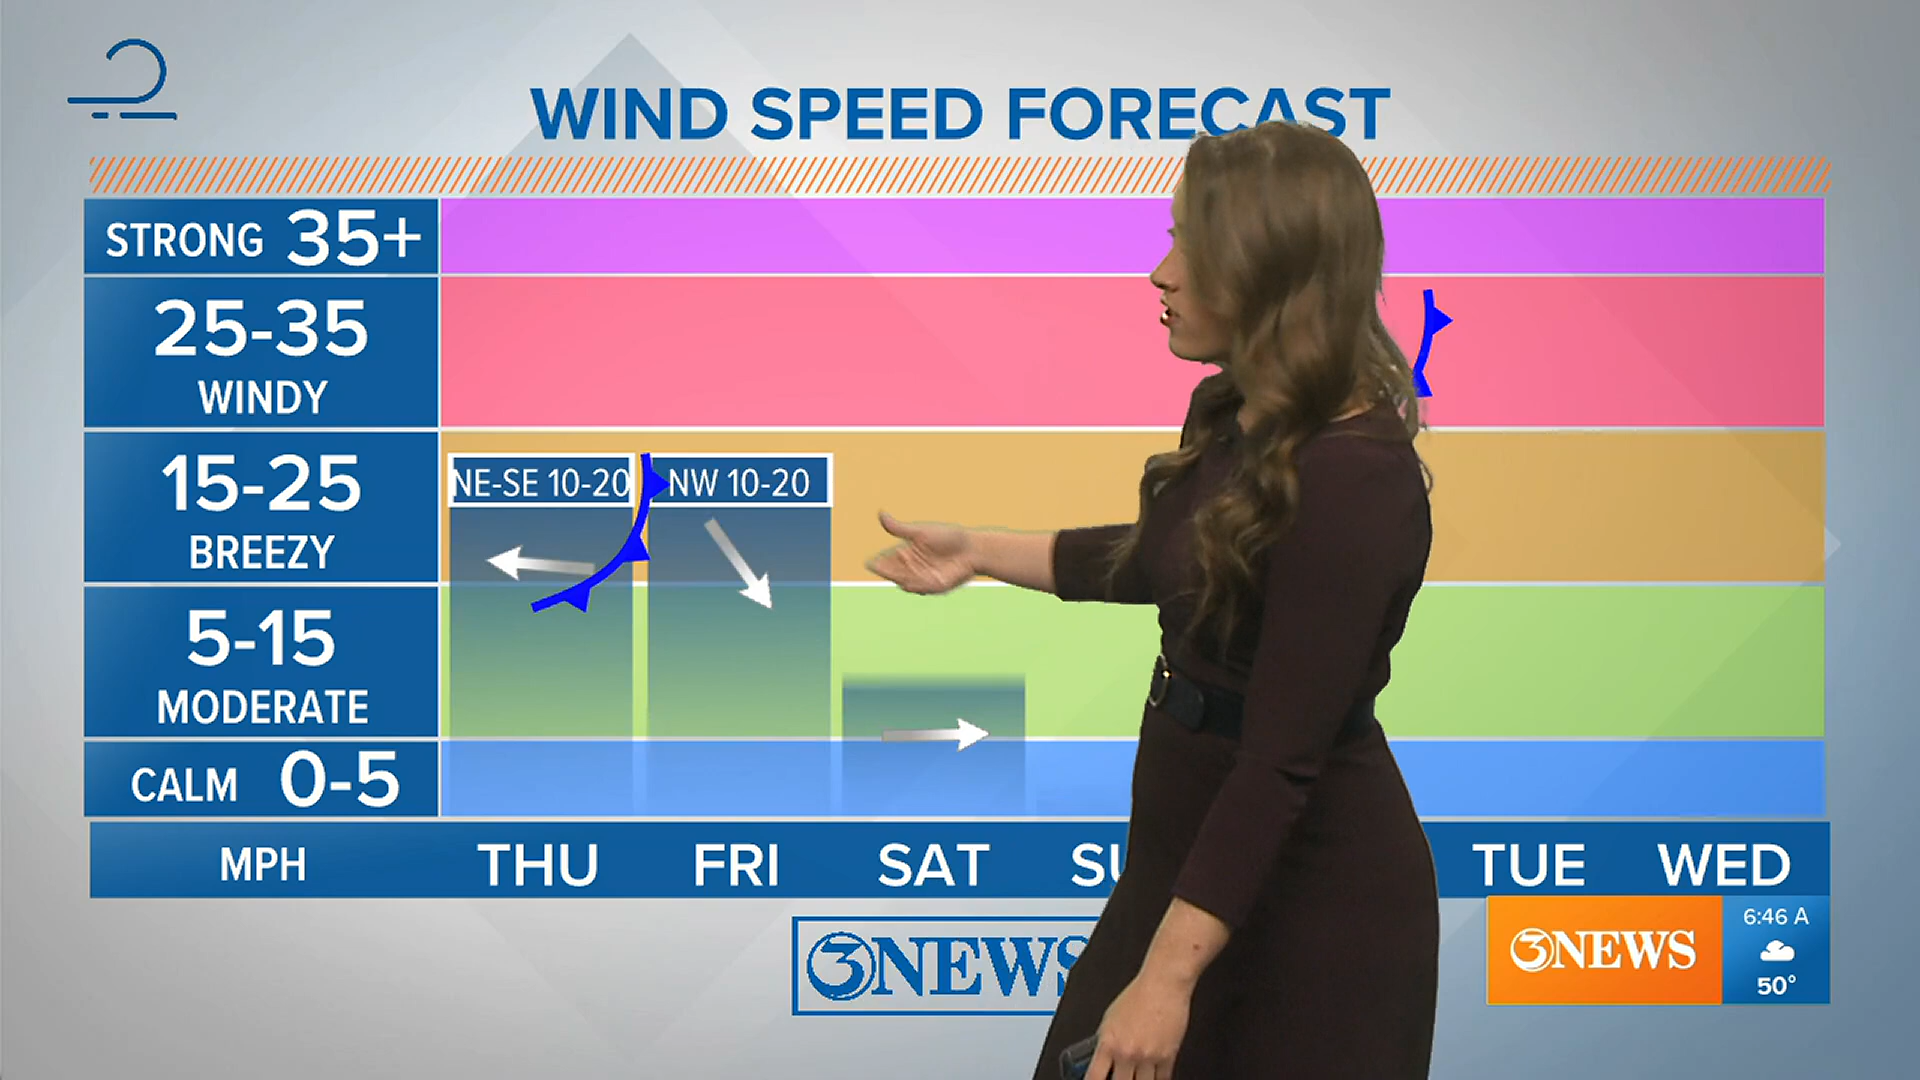 WIND SPEED FORECAST
STRONG 35+
25-35
WINDY
15-25
BREEZY
5-15
MODERATE
CALM 0-5
NE-SE 10-20
NW 10-20
MPH THU FRI SAT TUE WED
3NEWS
3NEWS
6:46 A
50°